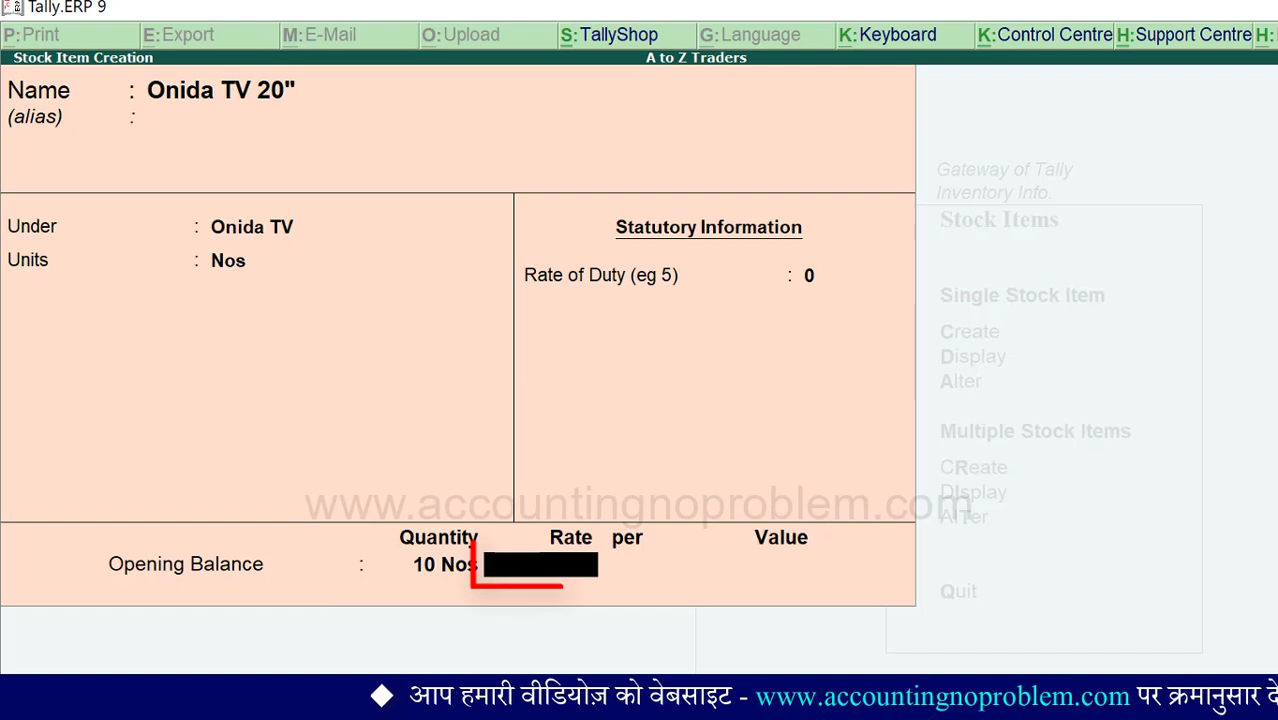 Tally.ERP 9
P:Print E:Export M:E-Mail O:Upload S:TallyShop G:Language K:Keyboard K:Control Centre H:Support Centre H:
Stock Item Creation A to Z Traders
Name : Onida TV 20"
(alias) :
Gateway of Tally
Inventory Info.
Stock Items
Under : Onida TV
Statutory Information
Units : Nos
Rate of Duty (eg 5) : 0
Single Stock Item
Create
Display
Alter
Multiple Stock Items
CReate
DIsplay
AlTer
www.accountingnoproblem.com
Quantity Rate per Value
Opening Balance : 10 Nos
Quit
◆ आप हमारी वीडियोज़ को वेबसाइट - www.accountingnoproblem.com पर क्रमानुसार दे